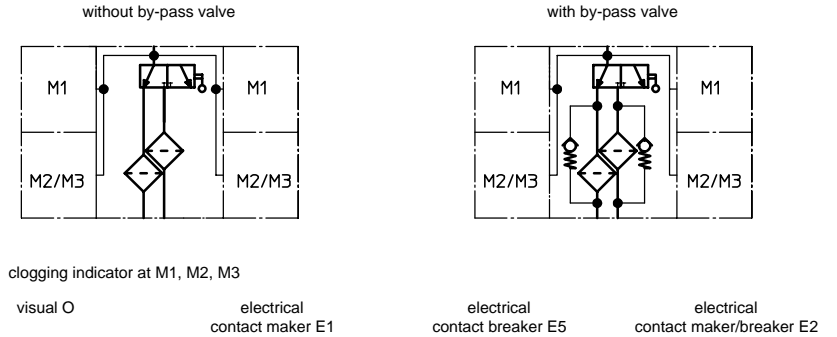 without by-pass valve
with by-pass valve
M1
M1
M1
M1
M2/M3
M2/M3
M2/M3
M2/M3
clogging indicator at M1, M2, M3
visual O
electrical
contact maker E1
electrical
contact breaker E5
electrical
contact maker/breaker E2